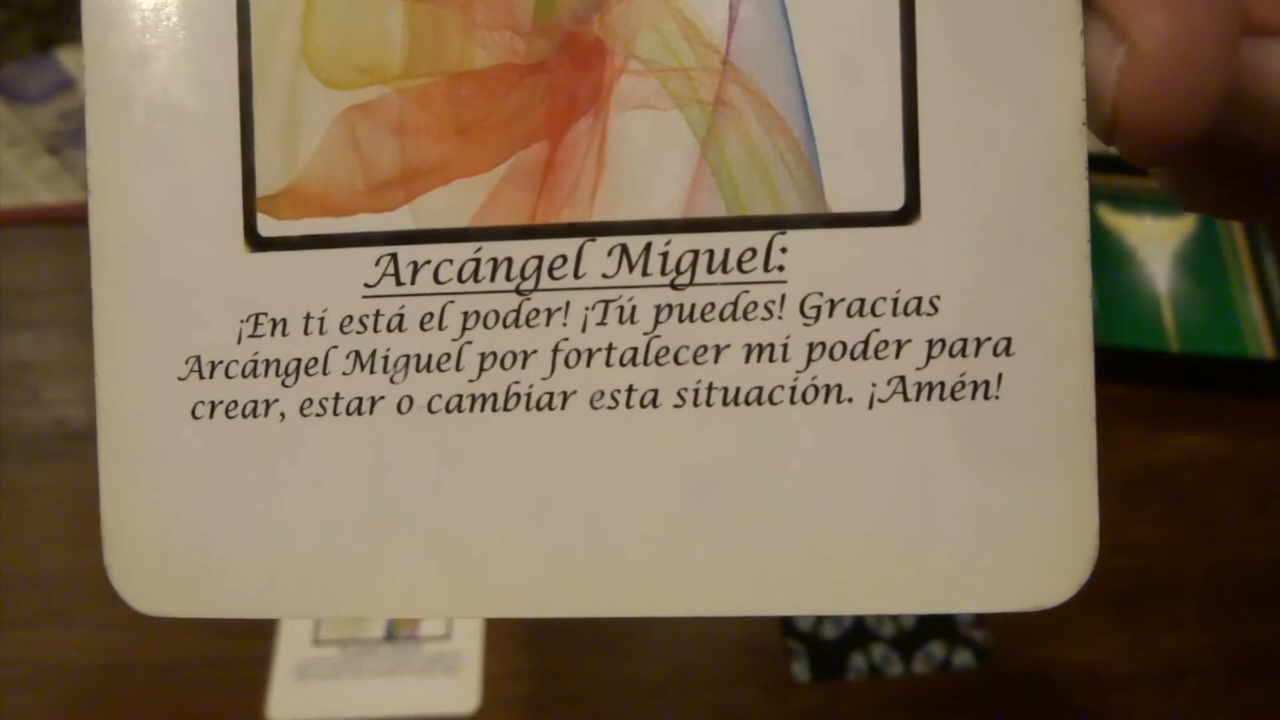 Arcángel Miguel:
¡En ti está el poder! ¡Tú puedes! Gracias
Arcángel Miguel por fortalecer mi poder para
crear, estar o cambiar esta situación. ¡Amén!